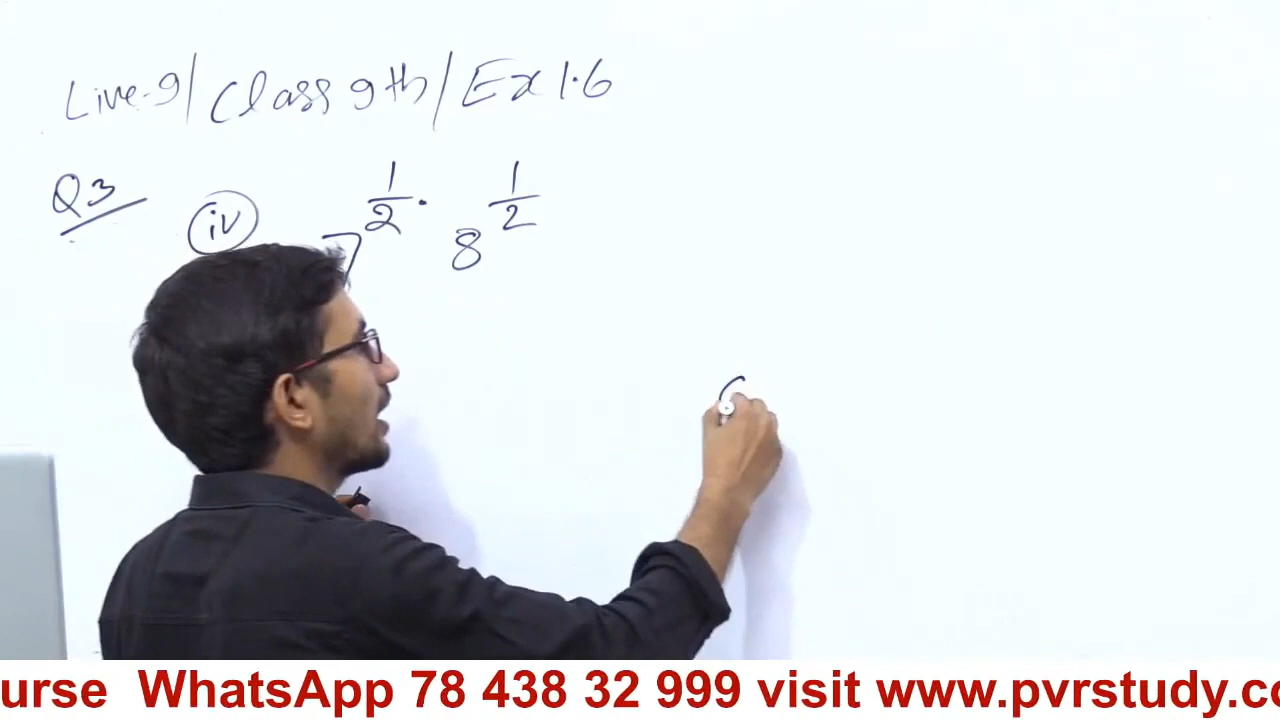 Live-9/Class 9th/Ex 1.6
Q3 (iv) 7^1/2 . 8^1/2
urse WhatsApp 78 438 32 999 visit www.pvrstudy.co